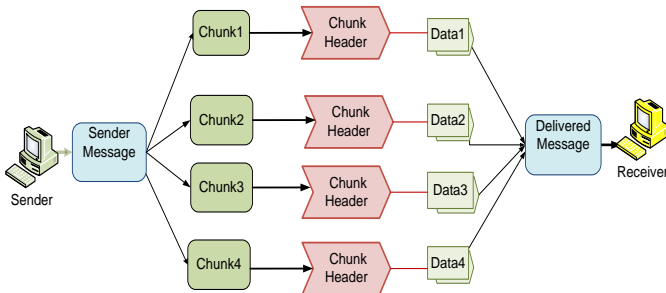 Chunk1
Chunk
Header
Data1
Sender
Message
Chunk2
Chunk
Header
Data2
Delivered
Message
Sender
Chunk3
Chunk
Header
Data3
Receiver
Chunk4
Chunk
Header
Data4